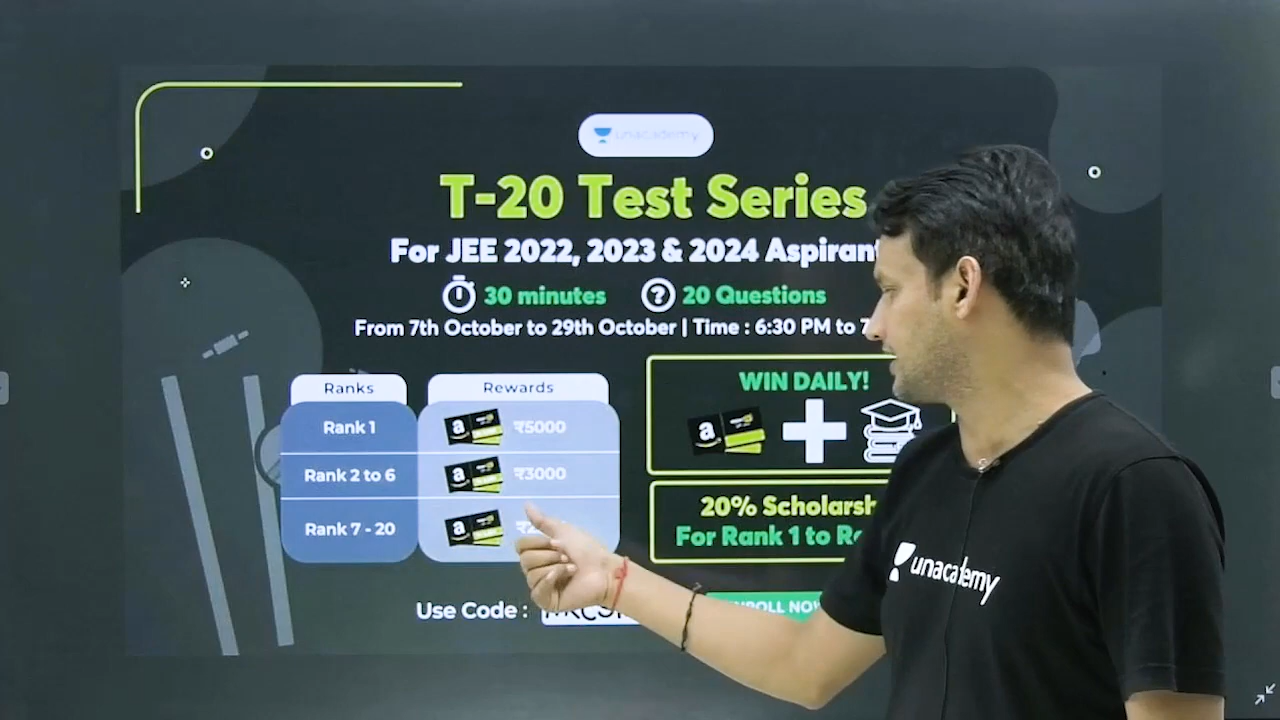 unacademy
T-20 Test Series
For JEE 2022, 2023 & 2024
30 minutes
20 Questions
From 7th October to 29th October | Time : 6:30 PM to
Ranks
Rewards
Rank 1
a
₹5000
Rank 2 to 6
a
₹3000
Rank 7 - 20
a
WIN DAILY!
a
20%
For Rank 1 to
Use Code :
NOW
unacademy